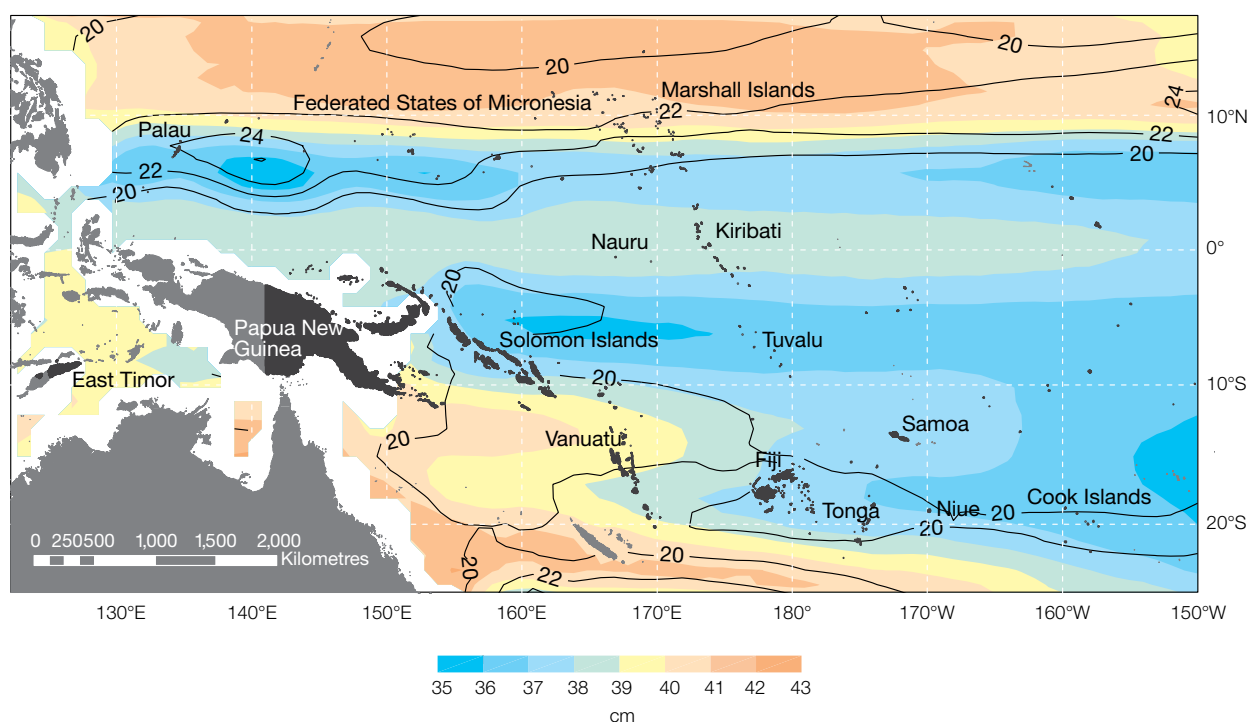 20
20
20
Marshall Islands
Federated States of Micronesia
22
24
10°N
Palau
24
22
20
22
20
Kiribati
Nauru
0°
20
Papua New
Guinea
Solomon Islands
Tuvalu
East Timor
20
10°S
20
Vanuatu
Samoa
Fiji
Tonga
Niue
Cook Islands
20
20
20°S
0 250 500 1,000 1,500 2,000
Kilometres
20
20
22
130°E 140°E 150°E 160°E 170°E 180° 170°W 160°W 150°W
35 36 37 38 39 40 41 42 43
cm